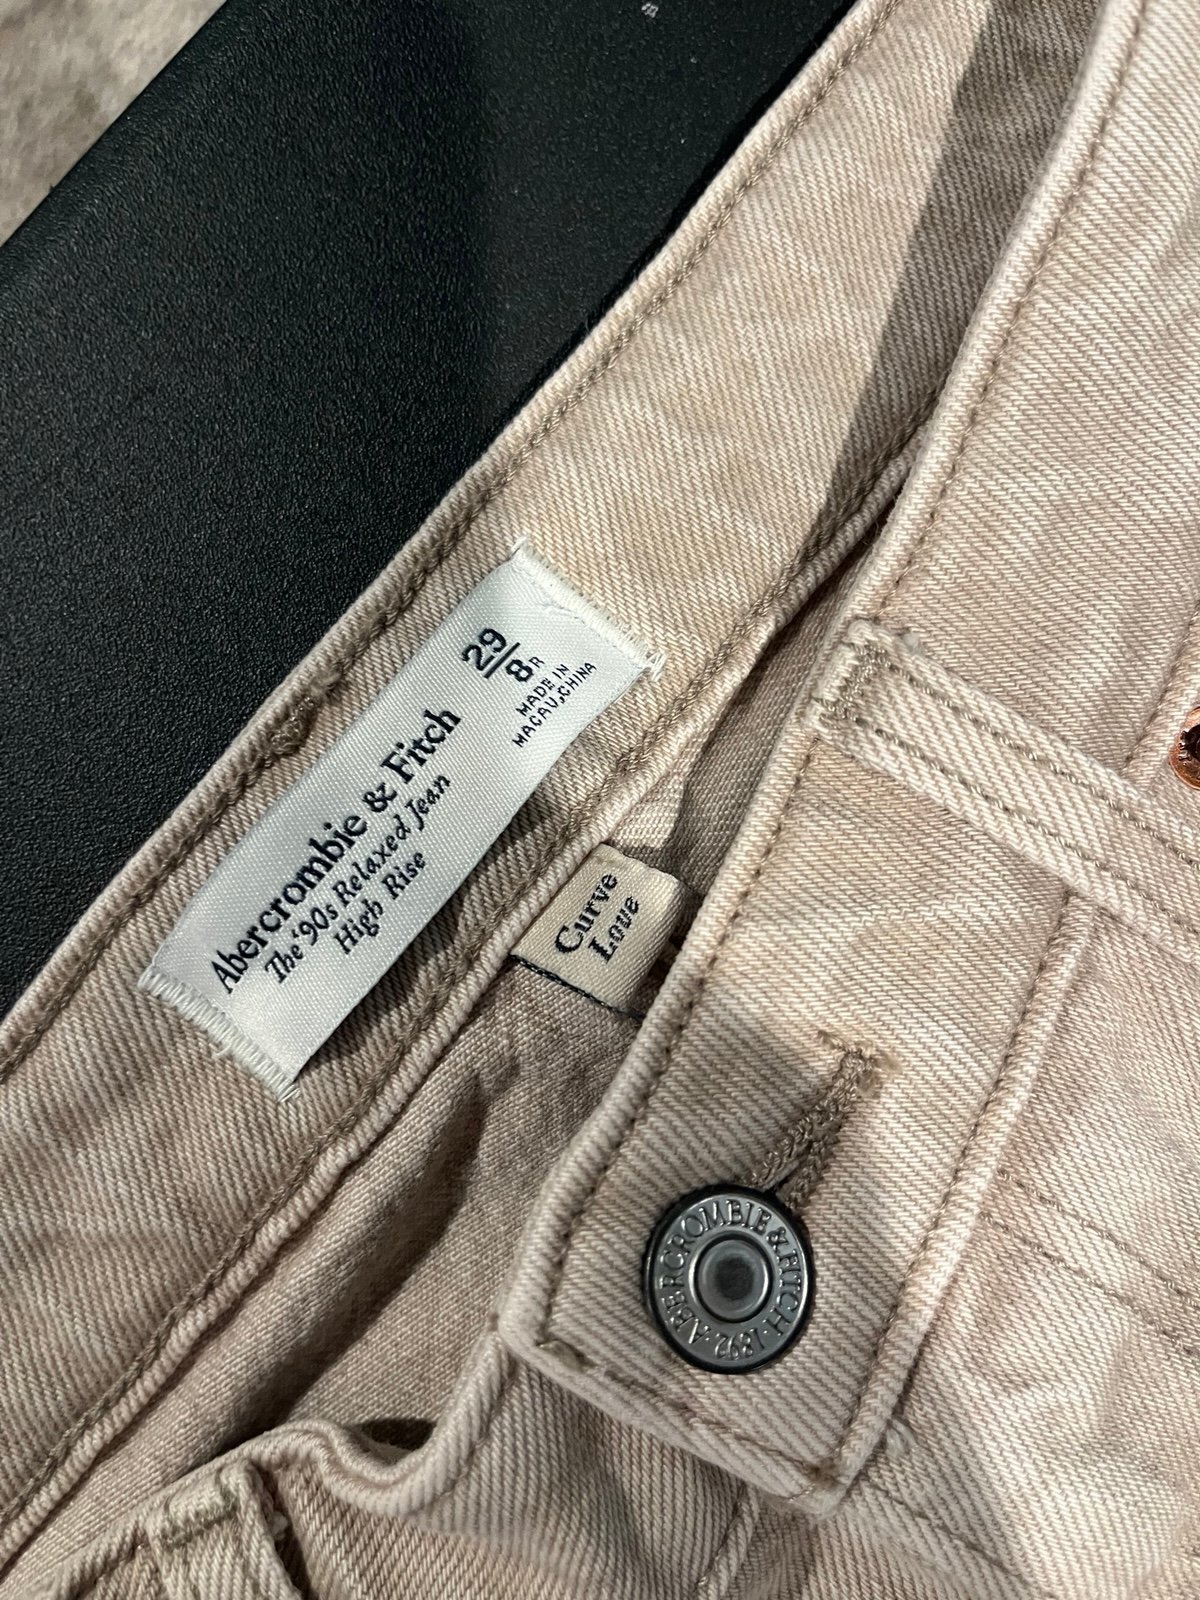 29/8R
MADE IN
MACAU,CHINA
Abercrombie & Fitch
The '90s Relaxed Jean
High Rise
Curve
Love
ABERCROMBIE & FITCH · 1892 ·